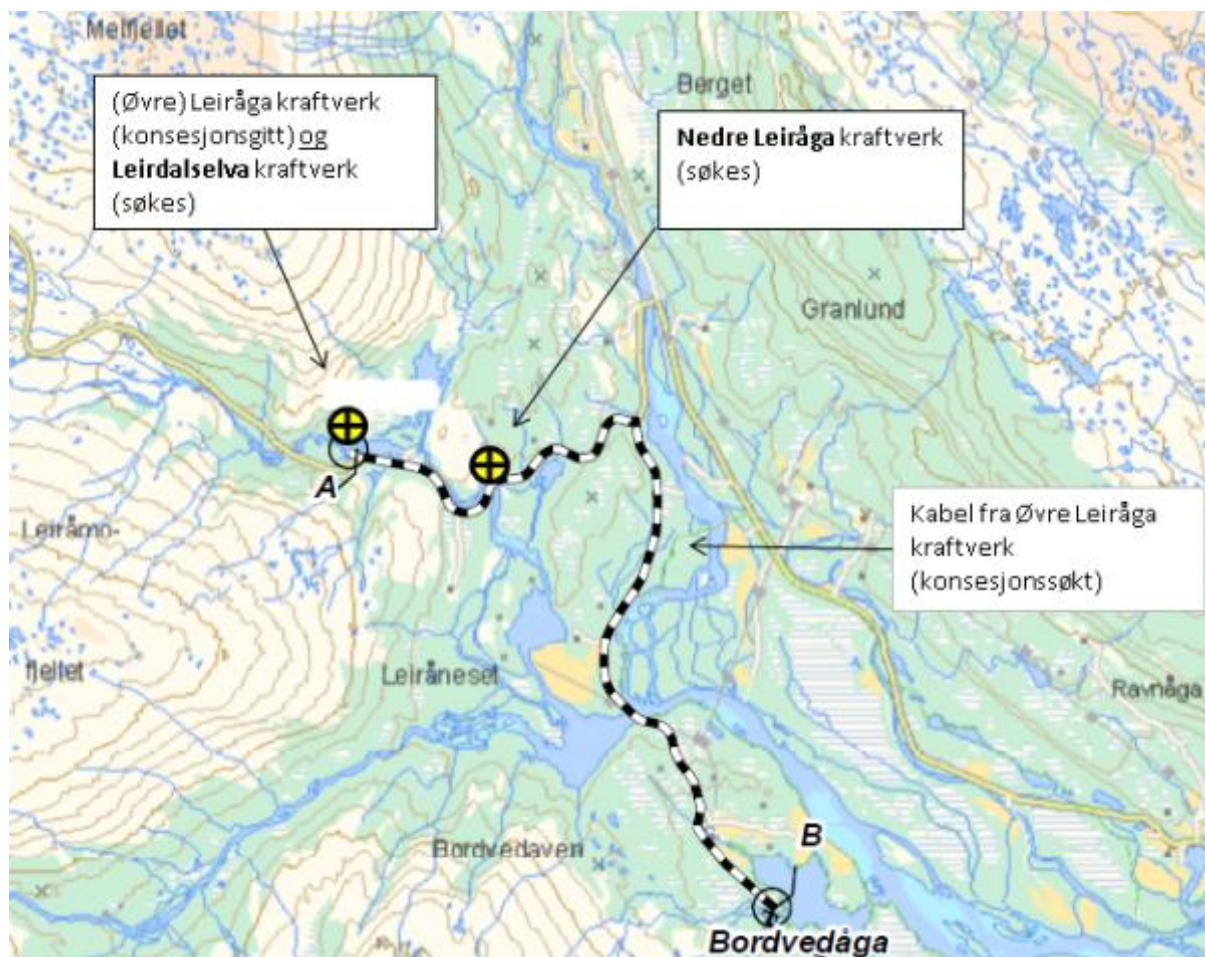 Melfjellet
(Øvre) Leiråga kraftverk
(konsesjonsgitt) og
Leirdalselva kraftverk
(søkes)
Berget
Nedre Leiråga kraftverk
(søkes)
Granlund
A
Leiråmo-
fjellet
Kabel fra Øvre Leiråga
kraftverk
(konsesjonssøkt)
Leiråneset
Ravnåga
Bordvedaven
B
Bordvedåga